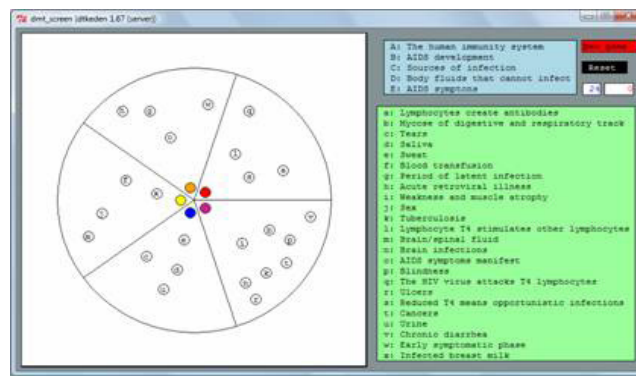 dmt_screen [dtkeden 1.67 (server)]
A: The human immunity system
B: AIDS development
C: Sources of infection
D: Body fluids that cannot infect
E: AIDS symptons
Reset
24
0
a: Lymphocytes create antibodies
b: Mycose of digestive and respiratory track
c: Tears
d: Saliva
e: Sweat
f: Blood transfusion
g: Period of latent infection
h: Acute retroviral illness
i: Weakness and muscle atrophy
j: Sex
k: Tuberculosis
l: Lymphocyte T4 stimulates other lymphocytes
m: Brain/spinal fluid
n: Brain infections
o: AIDS symptoms manifest
p: Blindness
q: The HIV virus attacks T4 lymphocytes
r: Ulcers
s: Reduced T4 means opportunistic infections
t: Cancers
u: Urine
v: Chronic diarrhea
w: Early symptomatic phase
x: Infected breast milk